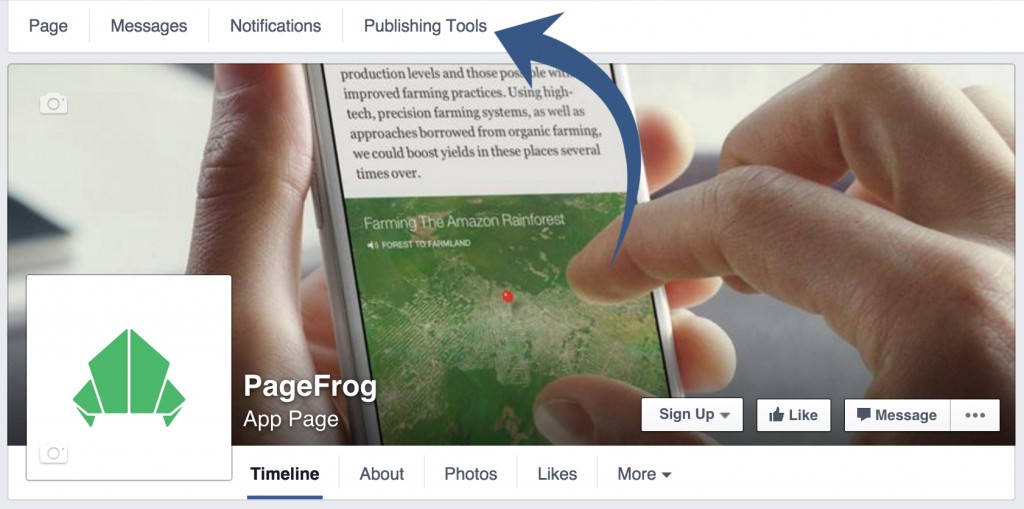 Page Messages Notifications Publishing Tools
production levels and those possible with
improved farming practices. Using high-
tech, precision farming systems, as well as
approaches borrowed from organic farming,
we could boost yields in these places several
times over.
Farming The Amazon Rainforest
FOREST TO FARMLAND
PageFrog
App Page
Sign Up Like Message
Timeline About Photos Likes More